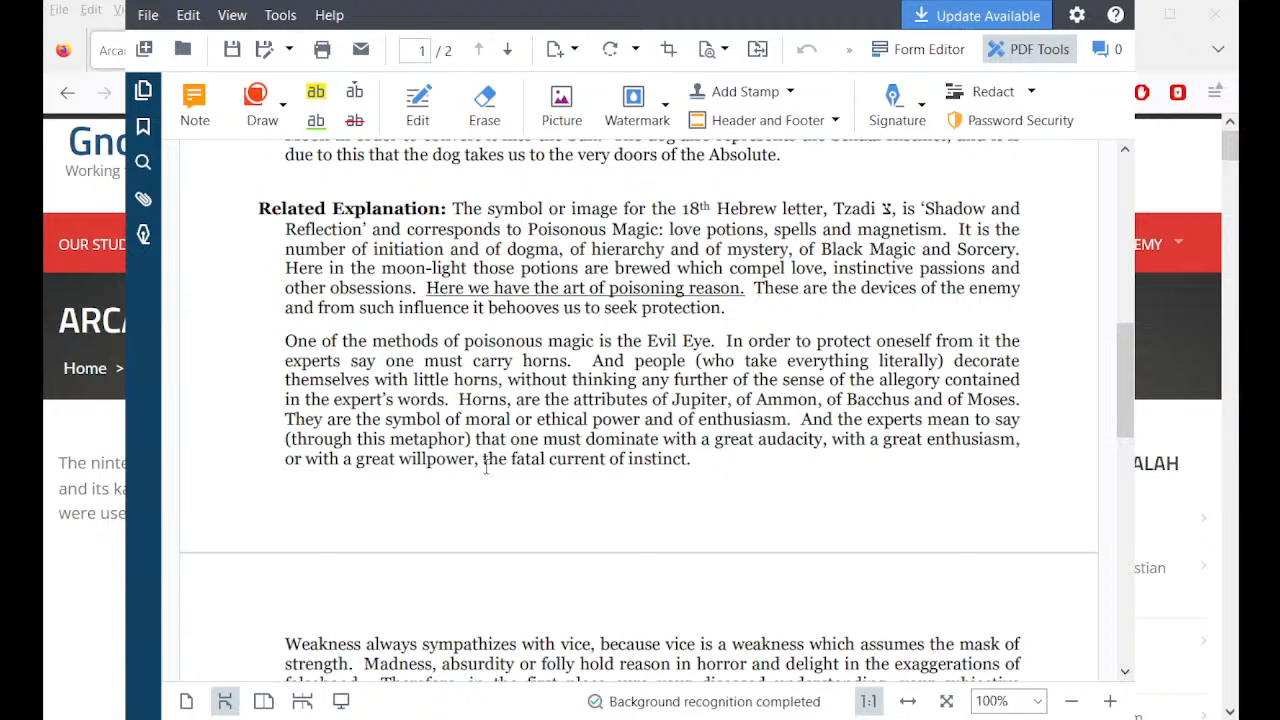 File Edit View Tools Help
Update Available
Arca
1 / 2
Form Editor
PDF Tools
0
Note
Draw
Edit
Erase
Picture
Watermark
Add Stamp
Header and Footer
Signature
Redact
Password Security
Gno
Working
OUR STUD
EMY
ARCA
Home >
The ninte
and its ka
were use
ALAH
stian
due to this that the dog takes us to the very doors of the Absolute.
Related Explanation: The symbol or image for the 18th Hebrew letter, Tzadi צ, is ‘Shadow and
Reflection’ and corresponds to Poisonous Magic: love potions, spells and magnetism. It is the
number of initiation and of dogma, of hierarchy and of mystery, of Black Magic and Sorcery.
Here in the moon-light those potions are brewed which compel love, instinctive passions and
other obsessions. Here we have the art of poisoning reason. These are the devices of the enemy
and from such influence it behooves us to seek protection.
One of the methods of poisonous magic is the Evil Eye. In order to protect oneself from it the
experts say one must carry horns. And people (who take everything literally) decorate
themselves with little horns, without thinking any further of the sense of the allegory contained
in the expert’s words. Horns, are the attributes of Jupiter, of Ammon, of Bacchus and of Moses.
They are the symbol of moral or ethical power and of enthusiasm. And the experts mean to say
(through this metaphor) that one must dominate with a great audacity, with a great enthusiasm,
or with a great willpower, the fatal current of instinct.
Weakness always sympathizes with vice, because vice is a weakness which assumes the mask of
strength. Madness, absurdity or folly hold reason in horror and delight in the exaggerations of
Background recognition completed
1:1
100%